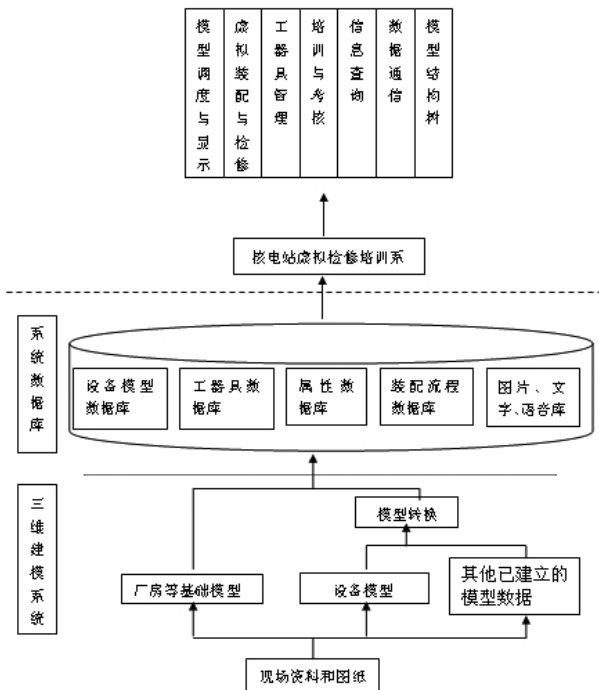 模型调度与显示
虚拟装配与检修
工器具管理
培训与考核
信息查询
数据通信
模型结构树
核电站虚拟检修培训系
系统数据库
设备模型
数据库
工器具数
据库
属性数
据库
装配流程
数据库
图片、文
字、语音库
三维建模系统
模型转换
厂房等基础模型
设备模型
其他已建立的
模型数据
现场资料和图纸